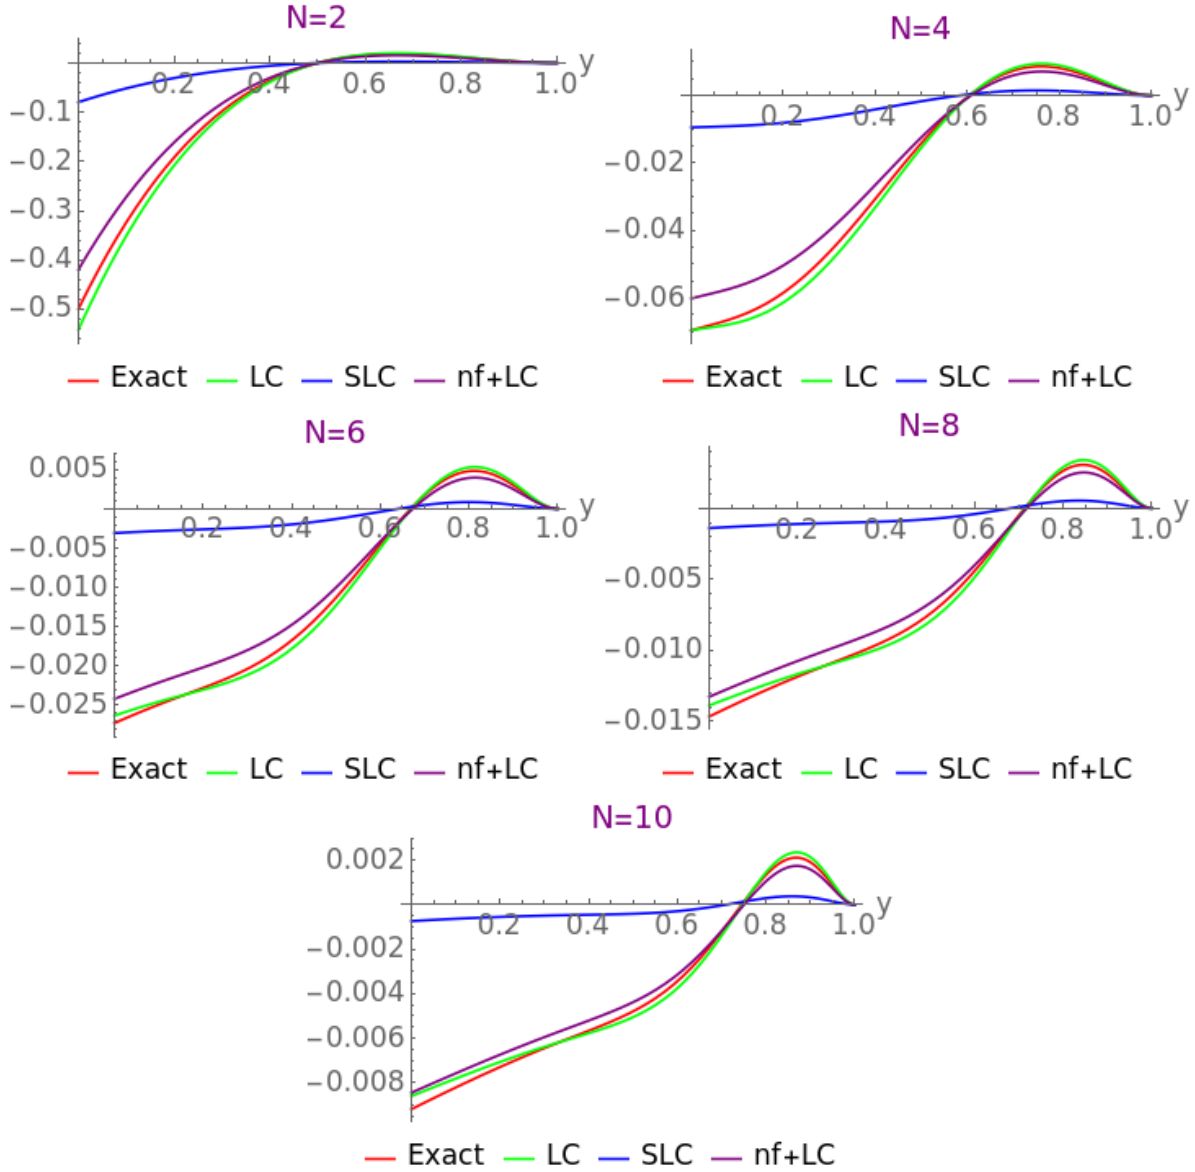 N=2
y
0.2 0.4 0.6 0.8 1.0
−0.1
−0.2
−0.3
−0.4
−0.5
Exact LC SLC nf+LC
N=4
y
0.2 0.4 0.6 0.8 1.0
−0.02
−0.04
−0.06
Exact LC SLC nf+LC
N=6
0.005
y
0.2 0.4 0.6 0.8 1.0
−0.005
−0.010
−0.015
−0.020
−0.025
Exact LC SLC nf+LC
N=8
y
0.2 0.4 0.6 0.8 1.0
−0.005
−0.010
−0.015
Exact LC SLC nf+LC
N=10
0.002
y
0.2 0.4 0.6 0.8 1.0
−0.002
−0.004
−0.006
−0.008
Exact LC SLC nf+LC